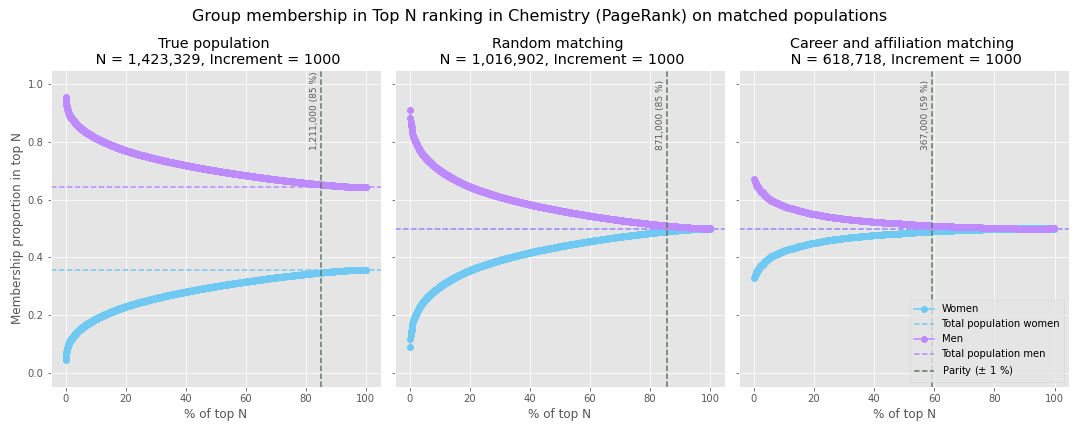 Group membership in Top N ranking in Chemistry (PageRank) on matched populations
True population
N = 1,423,329, Increment = 1000
Random matching
N = 1,016,902, Increment = 1000
Career and affiliation matching
N = 618,718, Increment = 1000
Membership proportion in top N
1.0
0.8
0.6
0.4
0.2
0.0
1,211,000 (85 %)
871,000 (85 %)
367,000 (59 %)
Women
Total population women
Men
Total population men
Parity (± 1 %)
0 20 40 60 80 100
0 20 40 60 80 100
0 20 40 60 80 100
% of top N
% of top N
% of top N